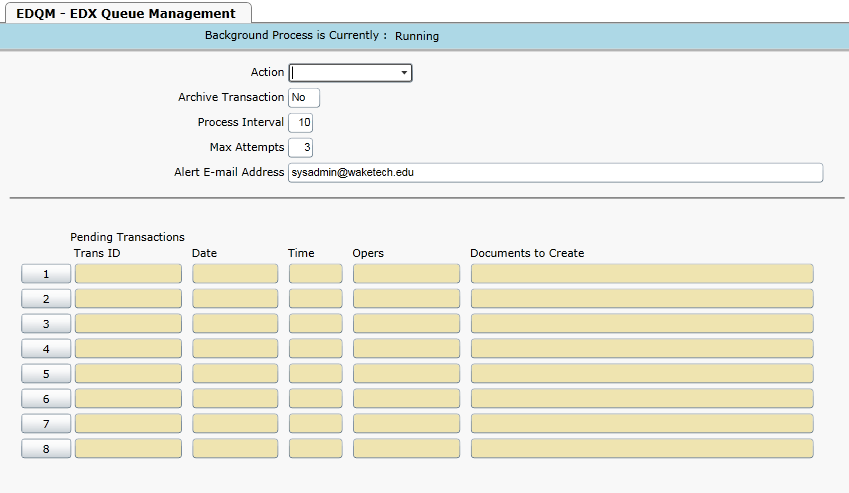 EDQM - EDX Queue Management
Background Process is Currently : Running
Action
Archive Transaction No
Process Interval 10
Max Attempts 3
Alert E-mail Address sysadmin@waketech.edu
Pending Transactions
Trans ID Date Time Opers Documents to Create
1
2
3
4
5
6
7
8